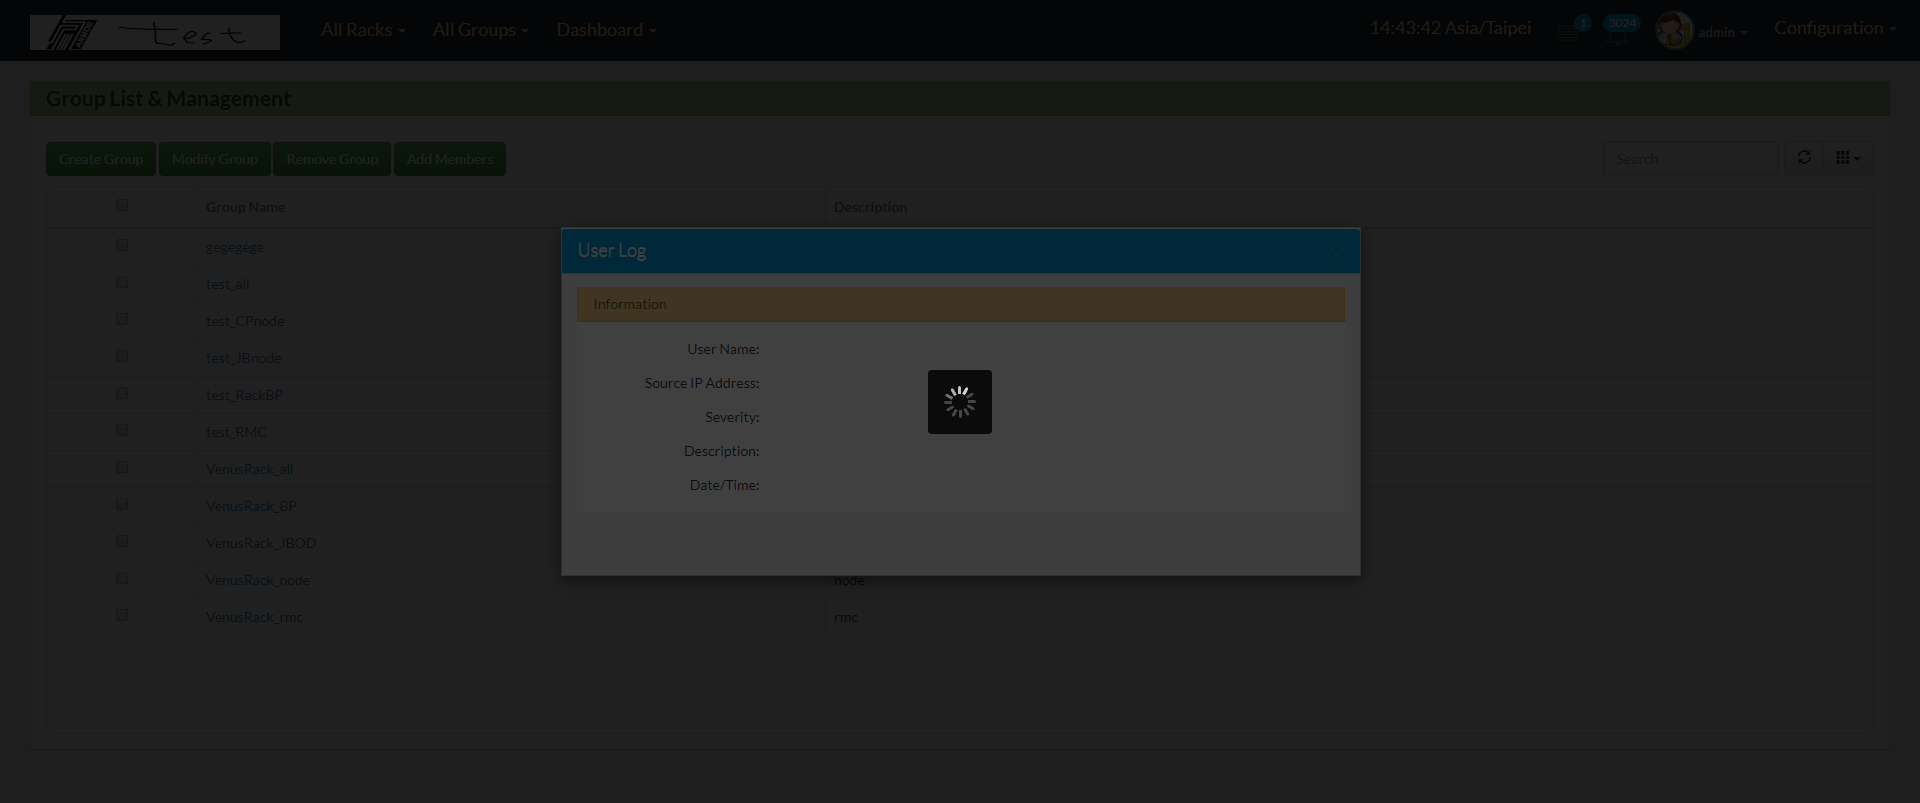 test
All Racks
All Groups
Dashboard
14:43:42 Asia/Taipei
1
3024
admin
Configuration
Group List & Management
Create Group
Modify Group
Remove Group
Add Members
Search
Group Name
Description
gegegege
test_all
test_CPnode
test_JBnode
test_RackBP
test_RMC
VenusRack_all
VenusRack_BP
VenusRack_JBOD
VenusRack_node
node
VenusRack_rmc
rmc
User Log
Information
User Name:
Source IP Address:
Severity:
Description:
Date/Time: